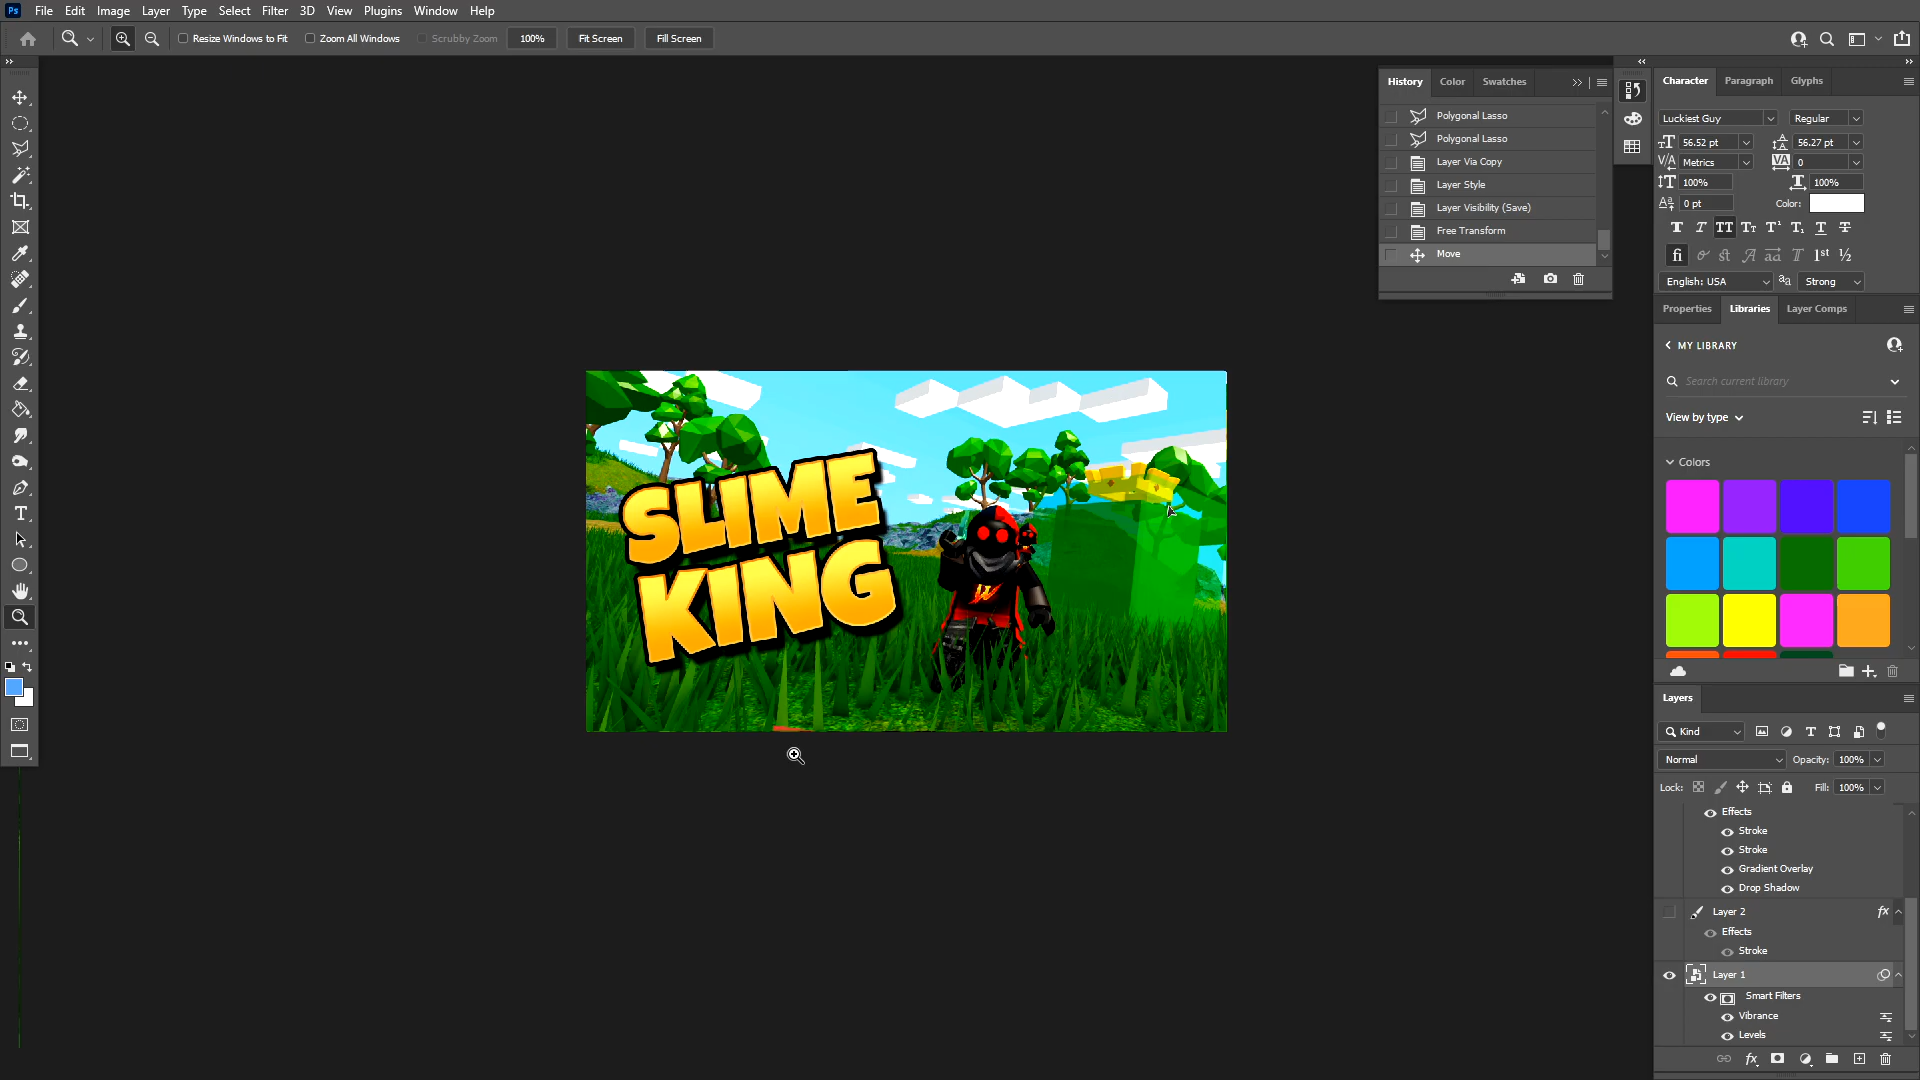 Ps File Edit Image Layer Type Select Filter 3D View Plugins Window Help
Resize Windows to Fit Zoom All Windows Scrubby Zoom 100% Fit Screen Fill Screen
History Color Swatches
Polygonal Lasso
Polygonal Lasso
Layer Via Copy
Layer Style
Layer Visibility (Save)
Free Transform
Move
Character Paragraph Glyphs
Luckiest Guy Regular
56.52 pt 56.27 pt
Metrics 0
100% 100%
0 pt Color:
English: USA aa Strong
Properties Libraries Layer Comps
MY LIBRARY
Search current library
View by type
Colors
SLIME
KING
W
Layers
Kind
Normal Opacity: 100%
Lock: Fill: 100%
Effects
Stroke
Stroke
Gradient Overlay
Drop Shadow
Layer 2 fx
Effects
Stroke
Layer 1
Smart Filters
Vibrance
Levels
fx